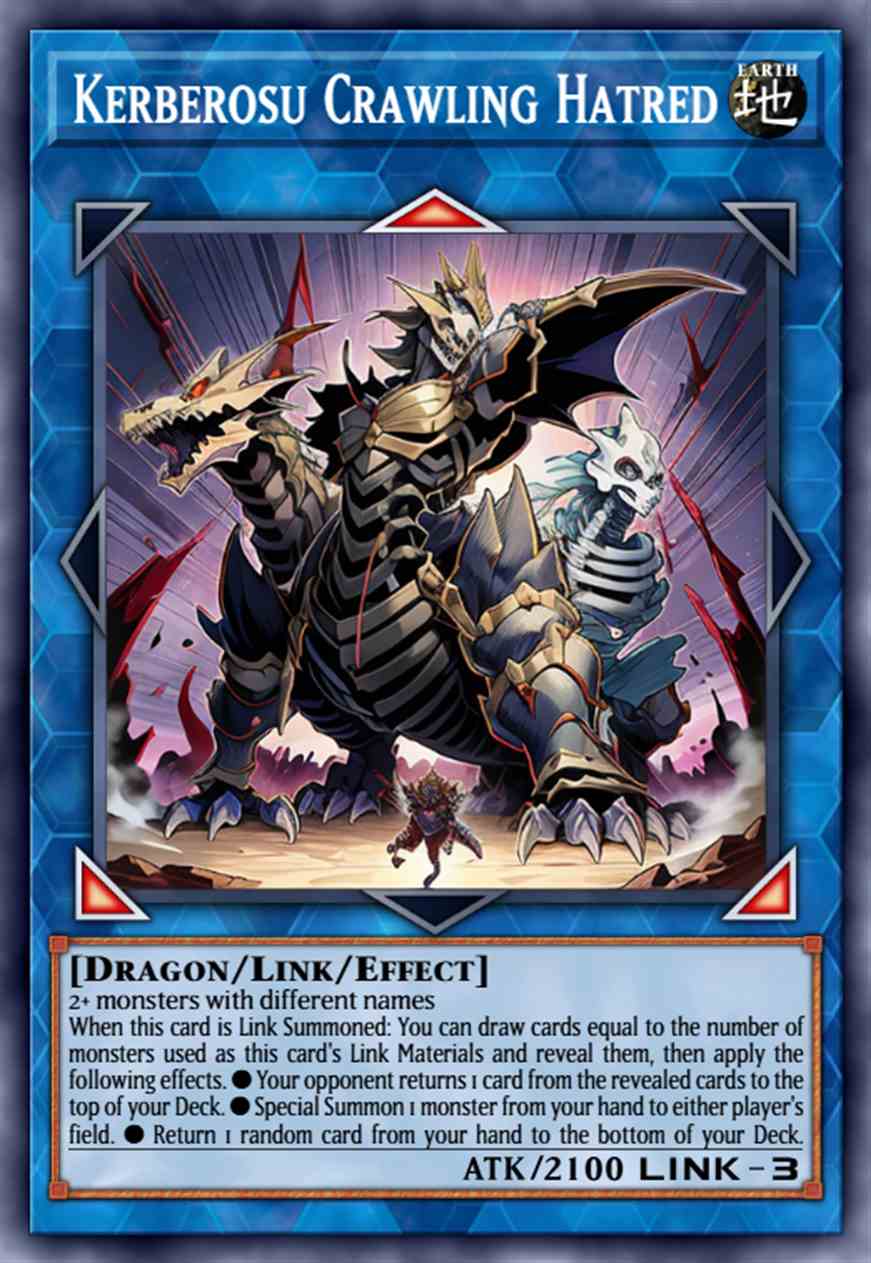 Kerberosu Crawling Hatred
EARTH
地
[Dragon/Link/Effect]
2+ monsters with different names
When this card is Link Summoned: You can draw cards equal to the number of
monsters used as this card's Link Materials and reveal them, then apply the
following effects. ● Your opponent returns 1 card from the revealed cards to the
top of your Deck. ● Special Summon 1 monster from your hand to either player's
field. ● Return 1 random card from your hand to the bottom of your Deck.
ATK/2100 LINK-3